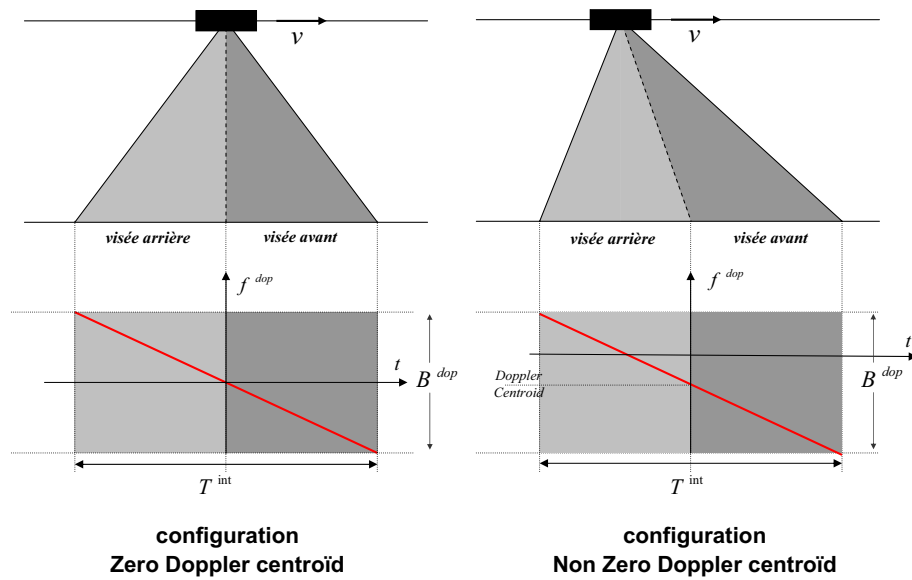 v
visée arrière
visée avant
f dop
t
B dop
T int
configuration
Zero Doppler centroïd
v
visée arrière
visée avant
f dop
t
Doppler
Centroid
B dop
T int
configuration
Non Zero Doppler centroïd